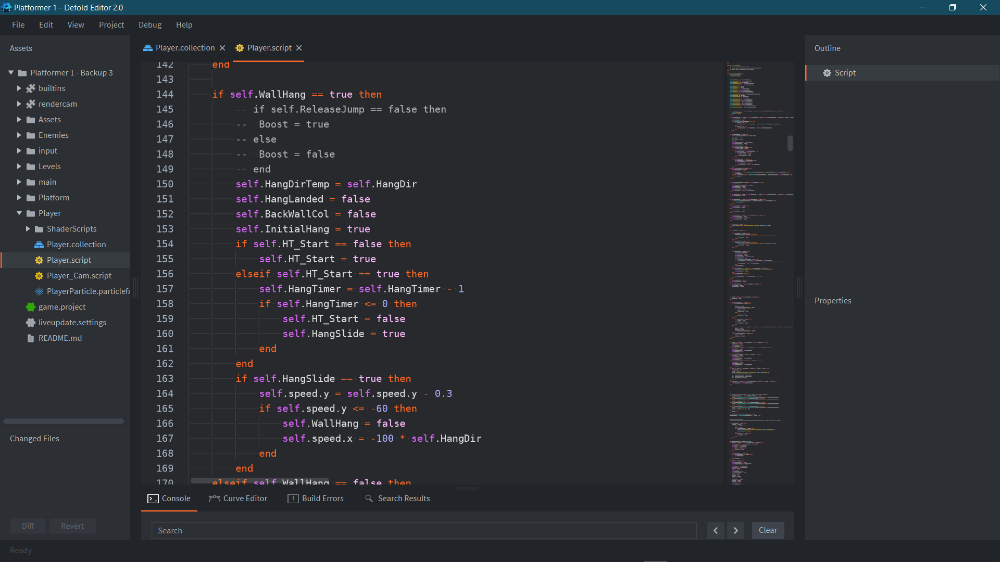 Platformer 1 - Defold Editor 2.0
File Edit View Project Debug Help
Assets
Platformer 1 - Backup 3
builtins
rendercam
Assets
Enemies
input
Levels
main
Platform
Player
ShaderScripts
Player.collection
Player.script
Player_Cam.script
PlayerParticle.particlefx
game.project
liveupdate.settings
README.md
Changed Files
Diff Revert
Ready
Player.collection Player.script
142 end
143
144 if self.WallHang == true then
145 -- if self.ReleaseJump == false then
146 -- Boost = true
147 -- else
148 -- Boost = false
149 -- end
150 self.HangDirTemp = self.HangDir
151 self.HangLanded = false
152 self.BackWallCol = false
153 self.InitialHang = true
154 if self.HT_Start == false then
155 self.HT_Start = true
156 elseif self.HT_Start == true then
157 self.HangTimer = self.HangTimer - 1
158 if self.HangTimer <= 0 then
159 self.HT_Start = false
160 self.HangSlide = true
161 end
162 end
163 if self.HangSlide == true then
164 self.speed.y = self.speed.y - 0.3
165 if self.speed.y <= -60 then
166 self.WallHang = false
167 self.speed.x = -100 * self.HangDir
168 end
169 end
170 elseif self.WallHang == false then
Console Curve Editor Build Errors Search Results
Search
Clear
Outline
Script
Properties